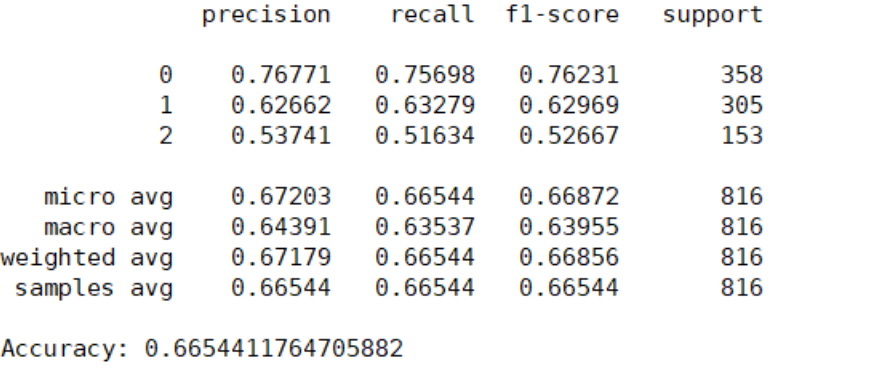 precision recall f1-score support
0 0.76771 0.75698 0.76231 358
1 0.62662 0.63279 0.62969 305
2 0.53741 0.51634 0.52667 153
micro avg 0.67203 0.66544 0.66872 816
macro avg 0.64391 0.63537 0.63955 816
weighted avg 0.67179 0.66544 0.66856 816
samples avg 0.66544 0.66544 0.66544 816
Accuracy: 0.6654411764705882